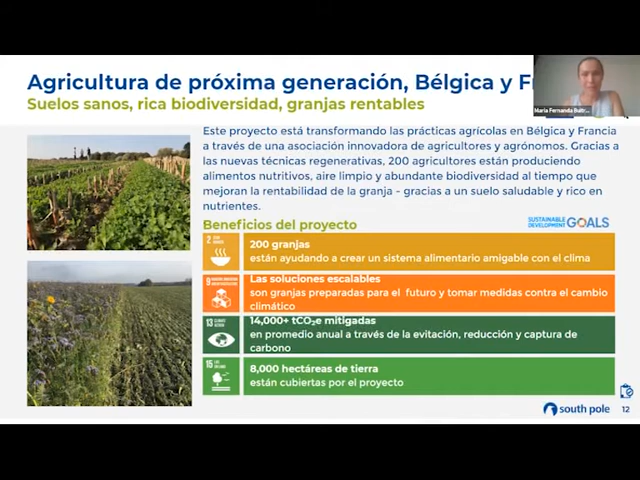 Agricultura de próxima generación, Bélgica y F
Suelos sanos, rica biodiversidad, granjas rentables
Este proyecto está transformando las prácticas agrícolas en Bélgica y Francia
a través de una asociación innovadora de agricultores y agrónomos. Gracias a
las nuevas técnicas regenerativas, 200 agricultores están produciendo
alimentos nutritivos, aire limpio y abundante biodiversidad al tiempo que
mejoran la rentabilidad de la granja - gracias a un suelo saludable y rico en
nutrientes.
Beneficios del proyecto
SUSTAINABLE DEVELOPMENT GOALS
2
200 granjas
están ayudando a crear un sistema alimentario amigable con el clima
9
Las soluciones escalables
son granjas preparadas para el futuro y tomar medidas contra el cambio
climático
13
14,000+ tCO₂e mitigadas
en promedio anual a través de la evitación, reducción y captura de
carbono
15
8,000 hectáreas de tierra
están cubiertas por el proyecto
south pole
12